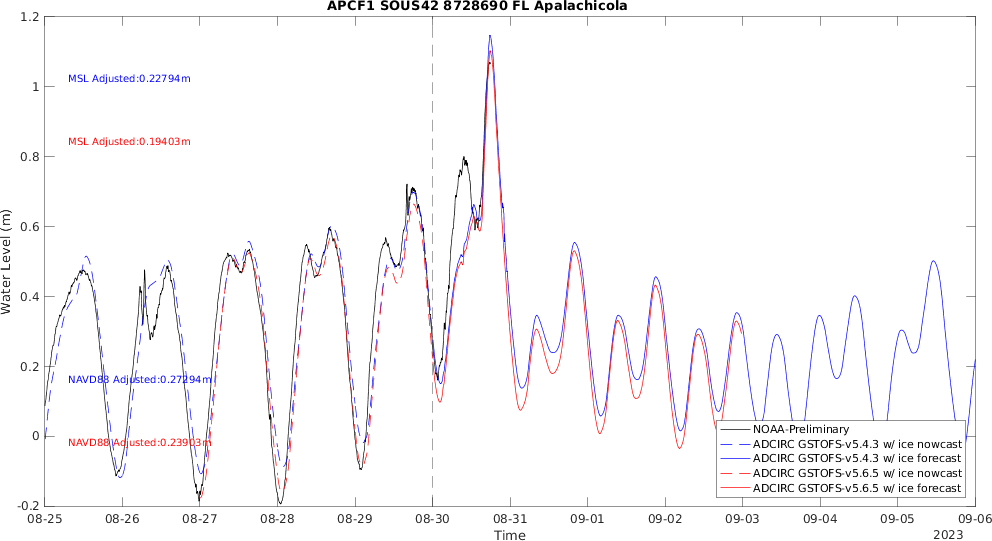 APCF1 SOUS42 8728690 FL Apalachicola
1.2
1
0.8
0.6
0.4
0.2
0
-0.2
Water Level (m)
MSL Adjusted:0.22794m
MSL Adjusted:0.19403m
NAVD88 Adjusted:0.27294m
NAVD88 Adjusted:0.23903m
NOAA-Preliminary
ADCIRC GSTOFS-v5.4.3 w/ ice nowcast
ADCIRC GSTOFS-v5.4.3 w/ ice forecast
ADCIRC GSTOFS-v5.6.5 w/ ice nowcast
ADCIRC GSTOFS-v5.6.5 w/ ice forecast
08-25 08-26 08-27 08-28 08-29 08-30 08-31 09-01 09-02 09-03 09-04 09-05 09-06
Time
2023